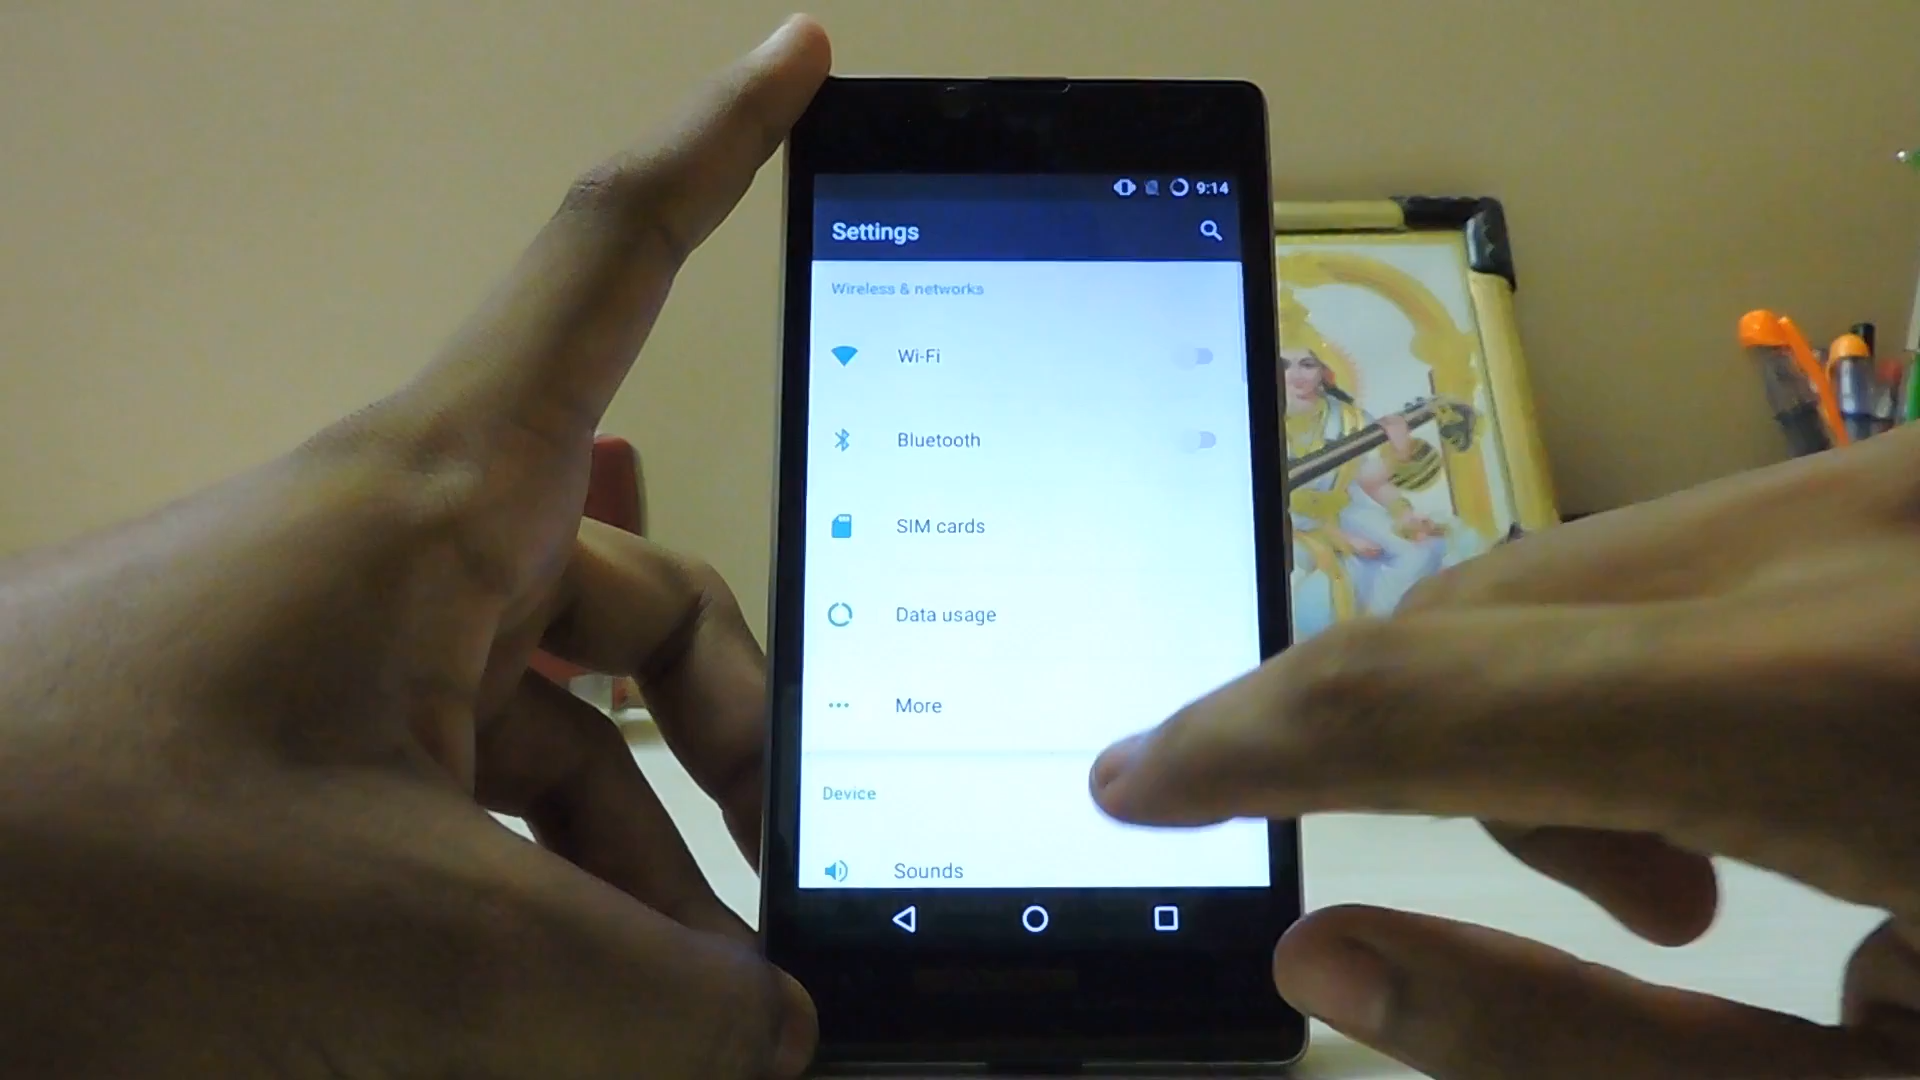 9:14
Settings
Wireless & networks
Wi-Fi
Bluetooth
SIM cards
Data usage
More
Device
Sounds